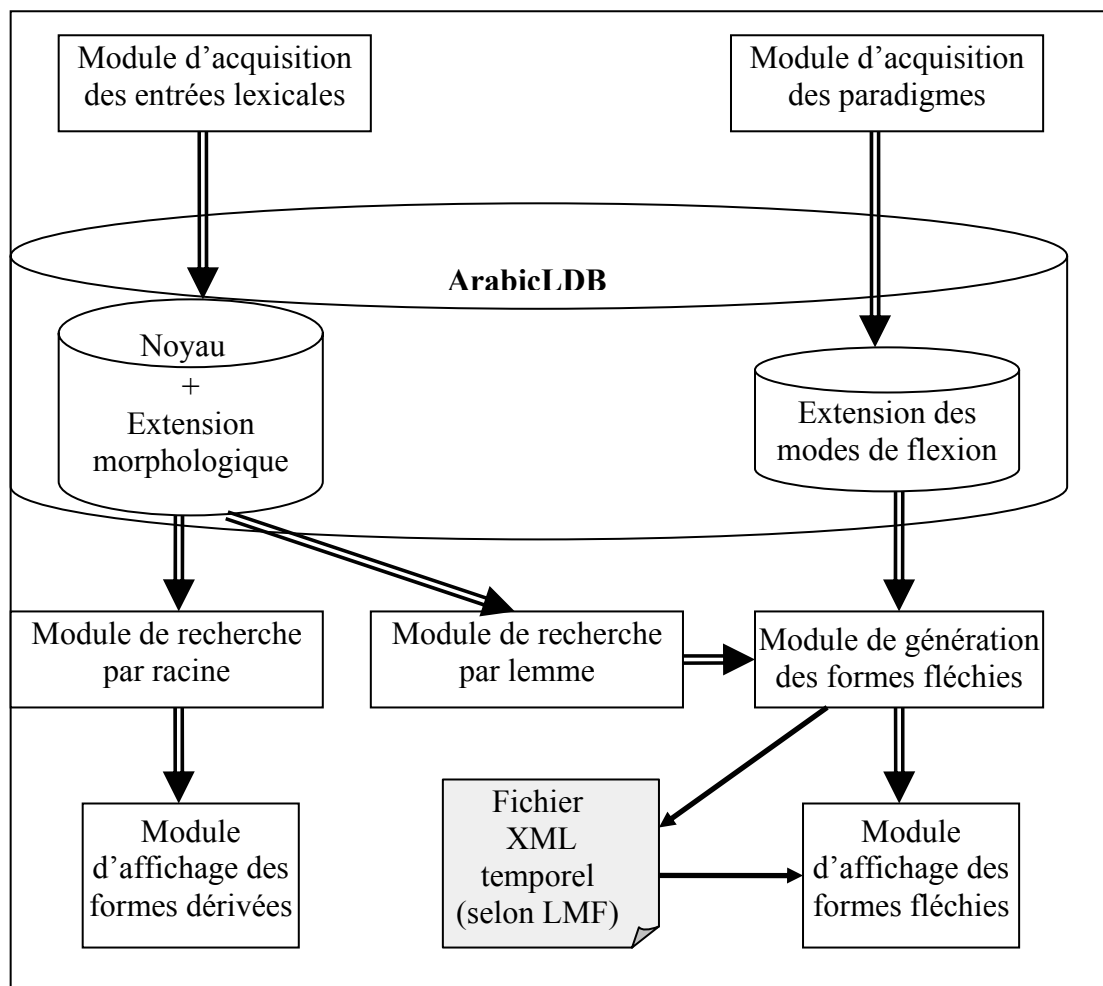 Module d’acquisition
des entrées lexicales
Module d’acquisition
des paradigmes
ArabicLDB
Noyau
+
Extension
morphologique
Extension des
modes de flexion
Module de recherche
par racine
Module de recherche
par lemme
Module de génération
des formes fléchies
Module
d’affichage des
formes dérivées
Fichier
XML
temporel
(selon LMF)
Module
d’affichage des
formes fléchies